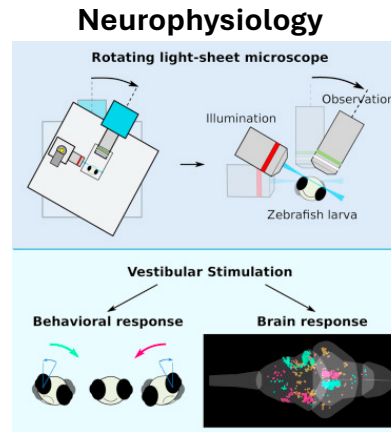 Neurophysiology
Rotating light-sheet microscope
Observation
Illumination
Zebrafish larva
Vestibular Stimulation
Behavioral response
Brain response